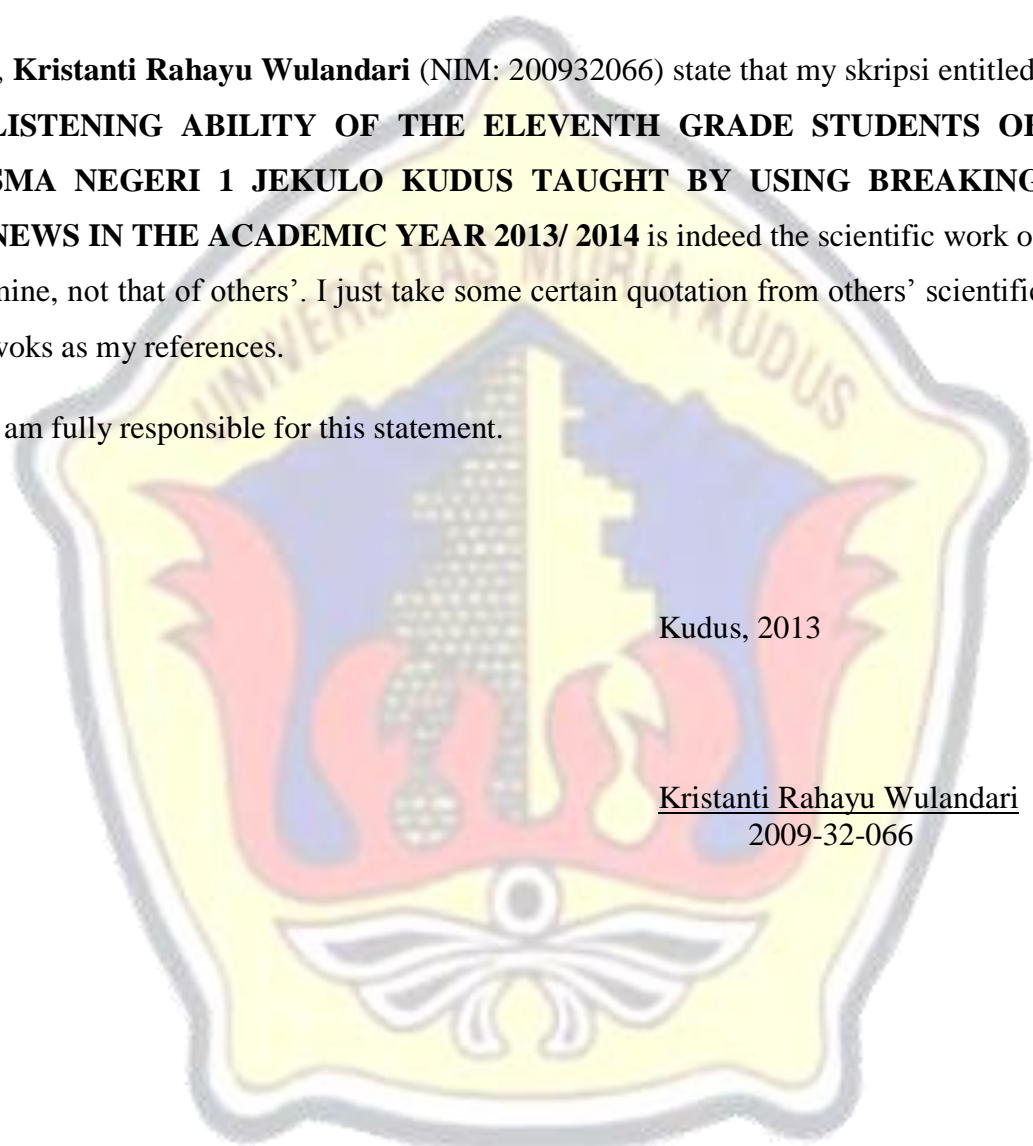 , Kristanti Rahayu Wulandari (NIM: 200932066) state that my skripsi entitled
LISTENING ABILITY OF THE ELEVENTH GRADE STUDENTS OF
SMA NEGERI 1 JEKULO KUDUS TAUGHT BY USING BREAKING
NEWS IN THE ACADEMIC YEAR 2013/ 2014 is indeed the scientific work o
mine, not that of others’. I just take some certain quotation from others’ scientific
woks as my references.
am fully responsible for this statement.
UNIVERSITAS MURIA KUDUS
Kudus, 2013
Kristanti Rahayu Wulandari
2009-32-066